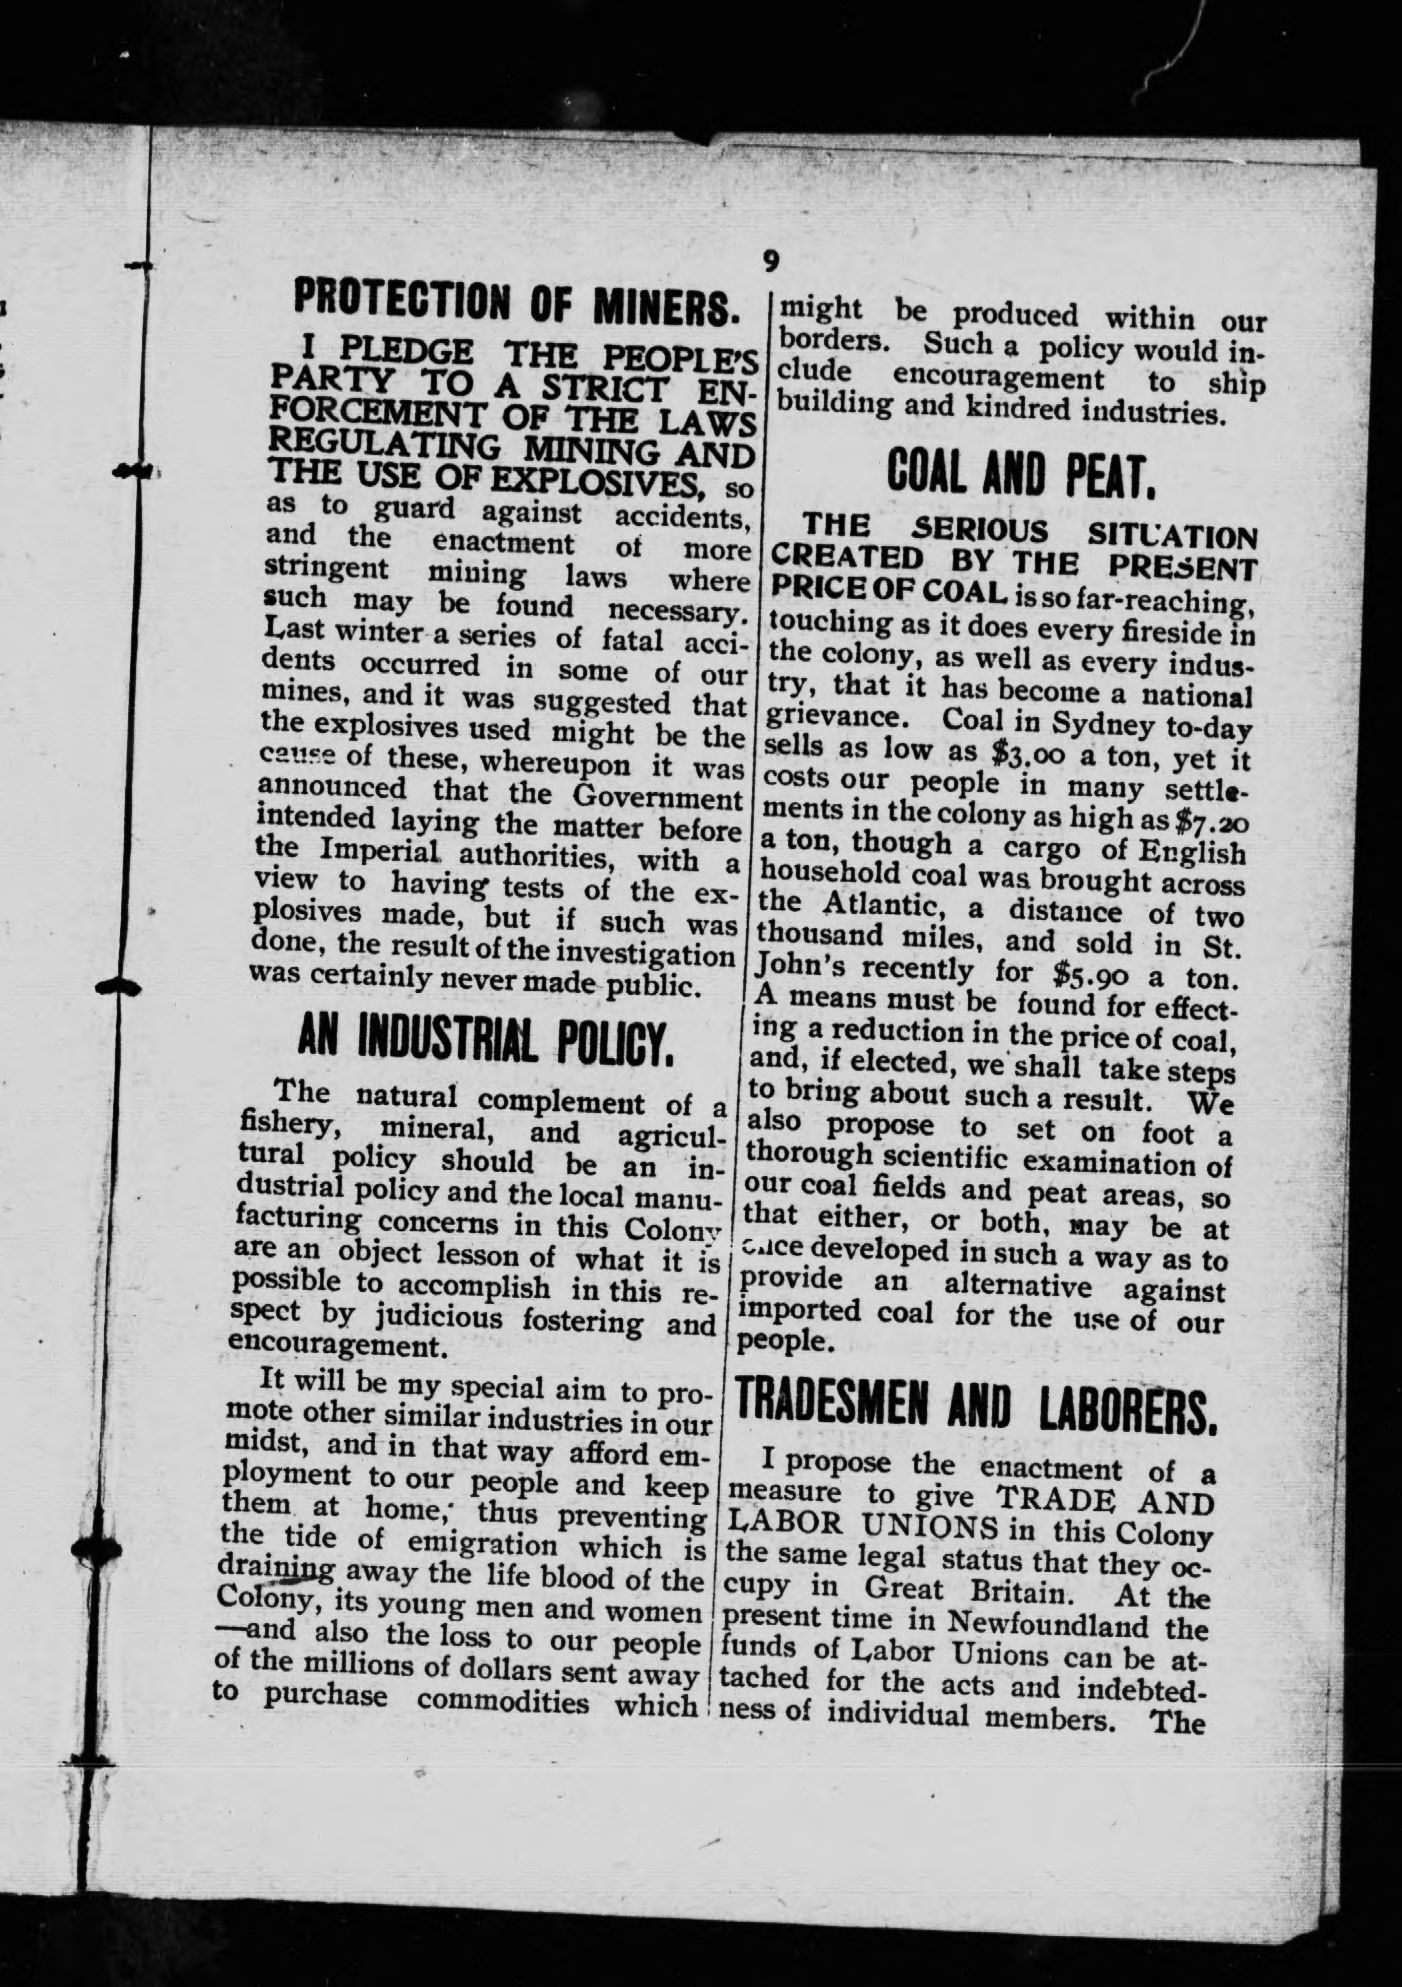 9
PROTECTION OF MINERS.
I PLEDGE THE PEOPLE'S
PARTY TO A STRICT EN-
FORCEMENT OF THE LAWS
REGULATING MINING AND
THE USE OF EXPLOSIVES, so
as to guard against accidents,
and the enactment of more
stringent mining laws where
such may be found necessary.
Last winter a series of fatal acci-
dents occurred in some of our
mines, and it was suggested that
the explosives used might be the
cause of these, whereupon it was
announced that the Government
intended laying the matter before
the Imperial authorities, with a
view to having tests of the ex-
plosives made, but if such was
done, the result of the investigation
was certainly never made public.
AN INDUSTRIAL POLICY.
The natural complement of a
fishery, mineral, and agricul-
tural policy should be an in-
dustrial policy and the local manu-
facturing concerns in this Colony
are an object lesson of what it is
possible to accomplish in this re-
spect by judicious fostering and
encouragement.
It will be my special aim to pro-
mote other similar industries in our
midst, and in that way afford em-
ployment to our people and keep
them at home; thus preventing
the tide of emigration which is
draining away the life blood of the
Colony, its young men and women
—and also the loss to our people
of the millions of dollars sent away
to purchase commodities which
might be produced within our
borders. Such a policy would in-
clude encouragement to ship
building and kindred industries.
COAL AND PEAT.
THE SERIOUS SITUATION
CREATED BY THE PRESENT
PRICE OF COAL is so far-reaching,
touching as it does every fireside in
the colony, as well as every indus-
try, that it has become a national
grievance. Coal in Sydney to-day
sells as low as $3.00 a ton, yet it
costs our people in many settle-
ments in the colony as high as $7.20
a ton, though a cargo of English
household coal was brought across
the Atlantic, a distance of two
thousand miles, and sold in St.
John's recently for $5.90 a ton.
A means must be found for effect-
ing a reduction in the price of coal,
and, if elected, we shall take steps
to bring about such a result. We
also propose to set on foot a
thorough scientific examination of
our coal fields and peat areas, so
that either, or both, may be at
once developed in such a way as to
provide an alternative against
imported coal for the use of our
people.
TRADESMEN AND LABORERS.
I propose the enactment of a
measure to give TRADE AND
LABOR UNIONS in this Colony
the same legal status that they oc-
cupy in Great Britain. At the
present time in Newfoundland the
funds of Labor Unions can be at-
tached for the acts and indebted-
ness of individual members. The